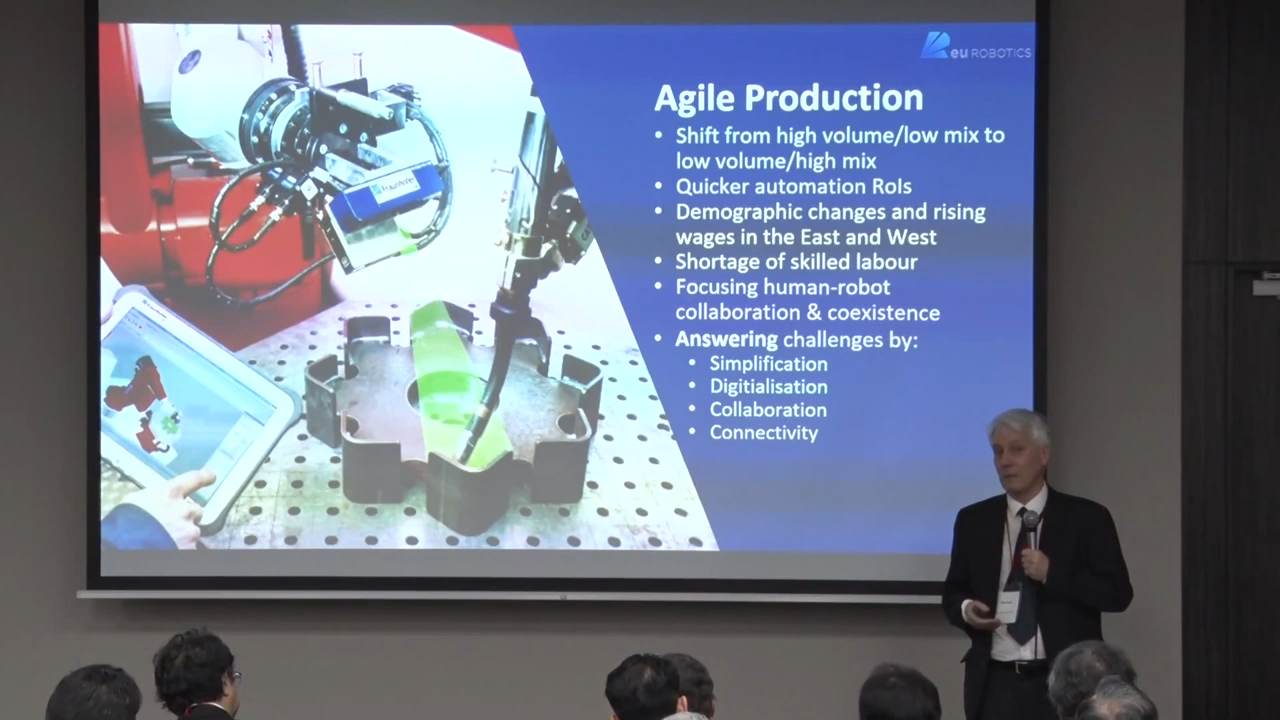 eu ROBOTICS
Agile Production
• Shift from high volume/low mix to
low volume/high mix
• Quicker automation RoIs
• Demographic changes and rising
wages in the East and West
• Shortage of skilled labour
• Focusing human-robot
collaboration & coexistence
• Answering challenges by:
• Simplification
• Digitialisation
• Collaboration
• Connectivity